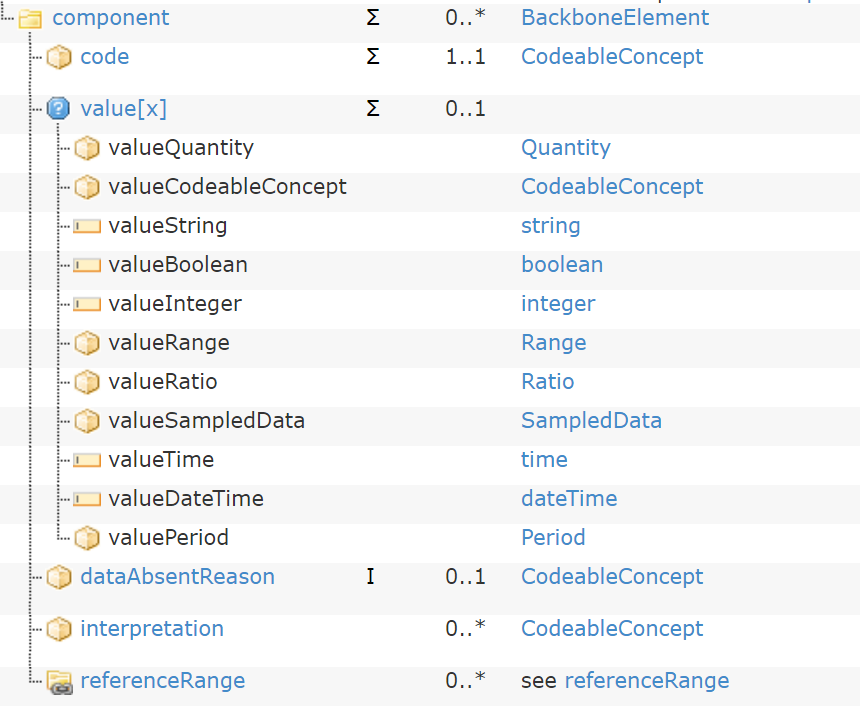 component Σ 0..* BackboneElement
code Σ 1..1 CodeableConcept
value[x] Σ 0..1
valueQuantity Quantity
valueCodeableConcept CodeableConcept
valueString string
valueBoolean boolean
valueInteger integer
valueRange Range
valueRatio Ratio
valueSampledData SampledData
valueTime time
valueDateTime dateTime
valuePeriod Period
dataAbsentReason I 0..1 CodeableConcept
interpretation 0..* CodeableConcept
referenceRange 0..* see referenceRange